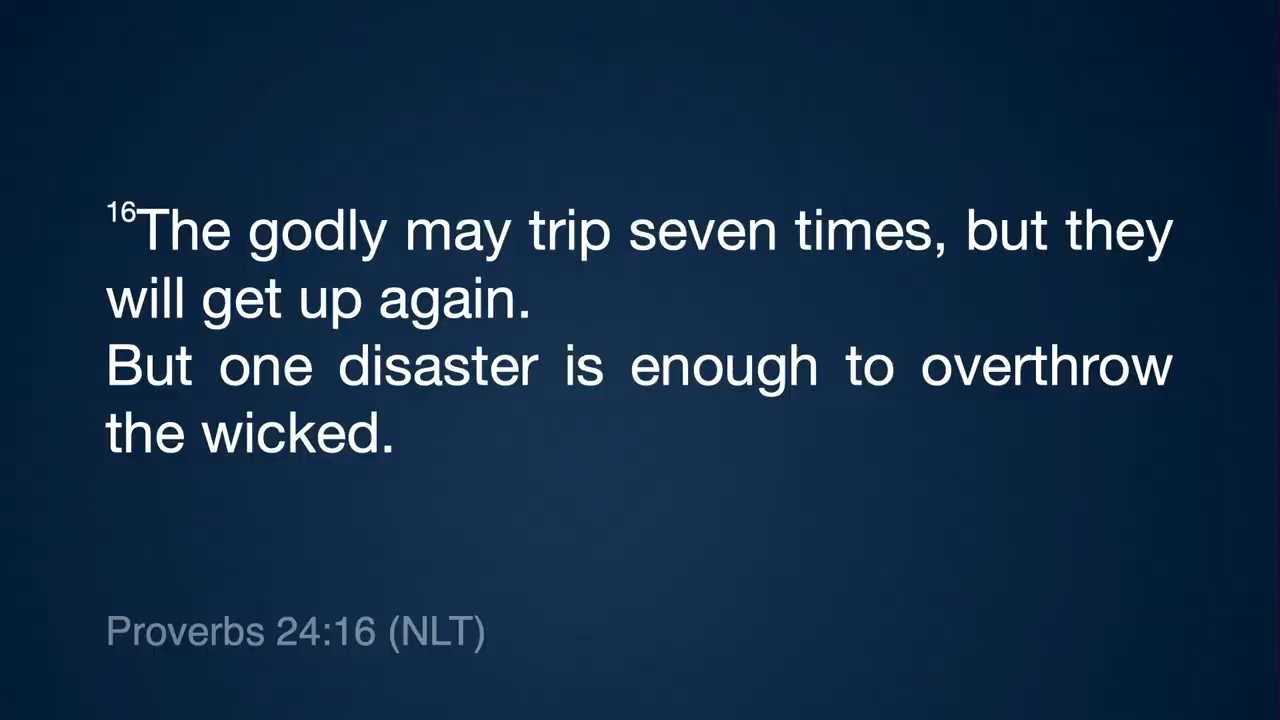 16The godly may trip seven times, but they
will get up again.
But one disaster is enough to overthrow
the wicked.
Proverbs 24:16 (NLT)